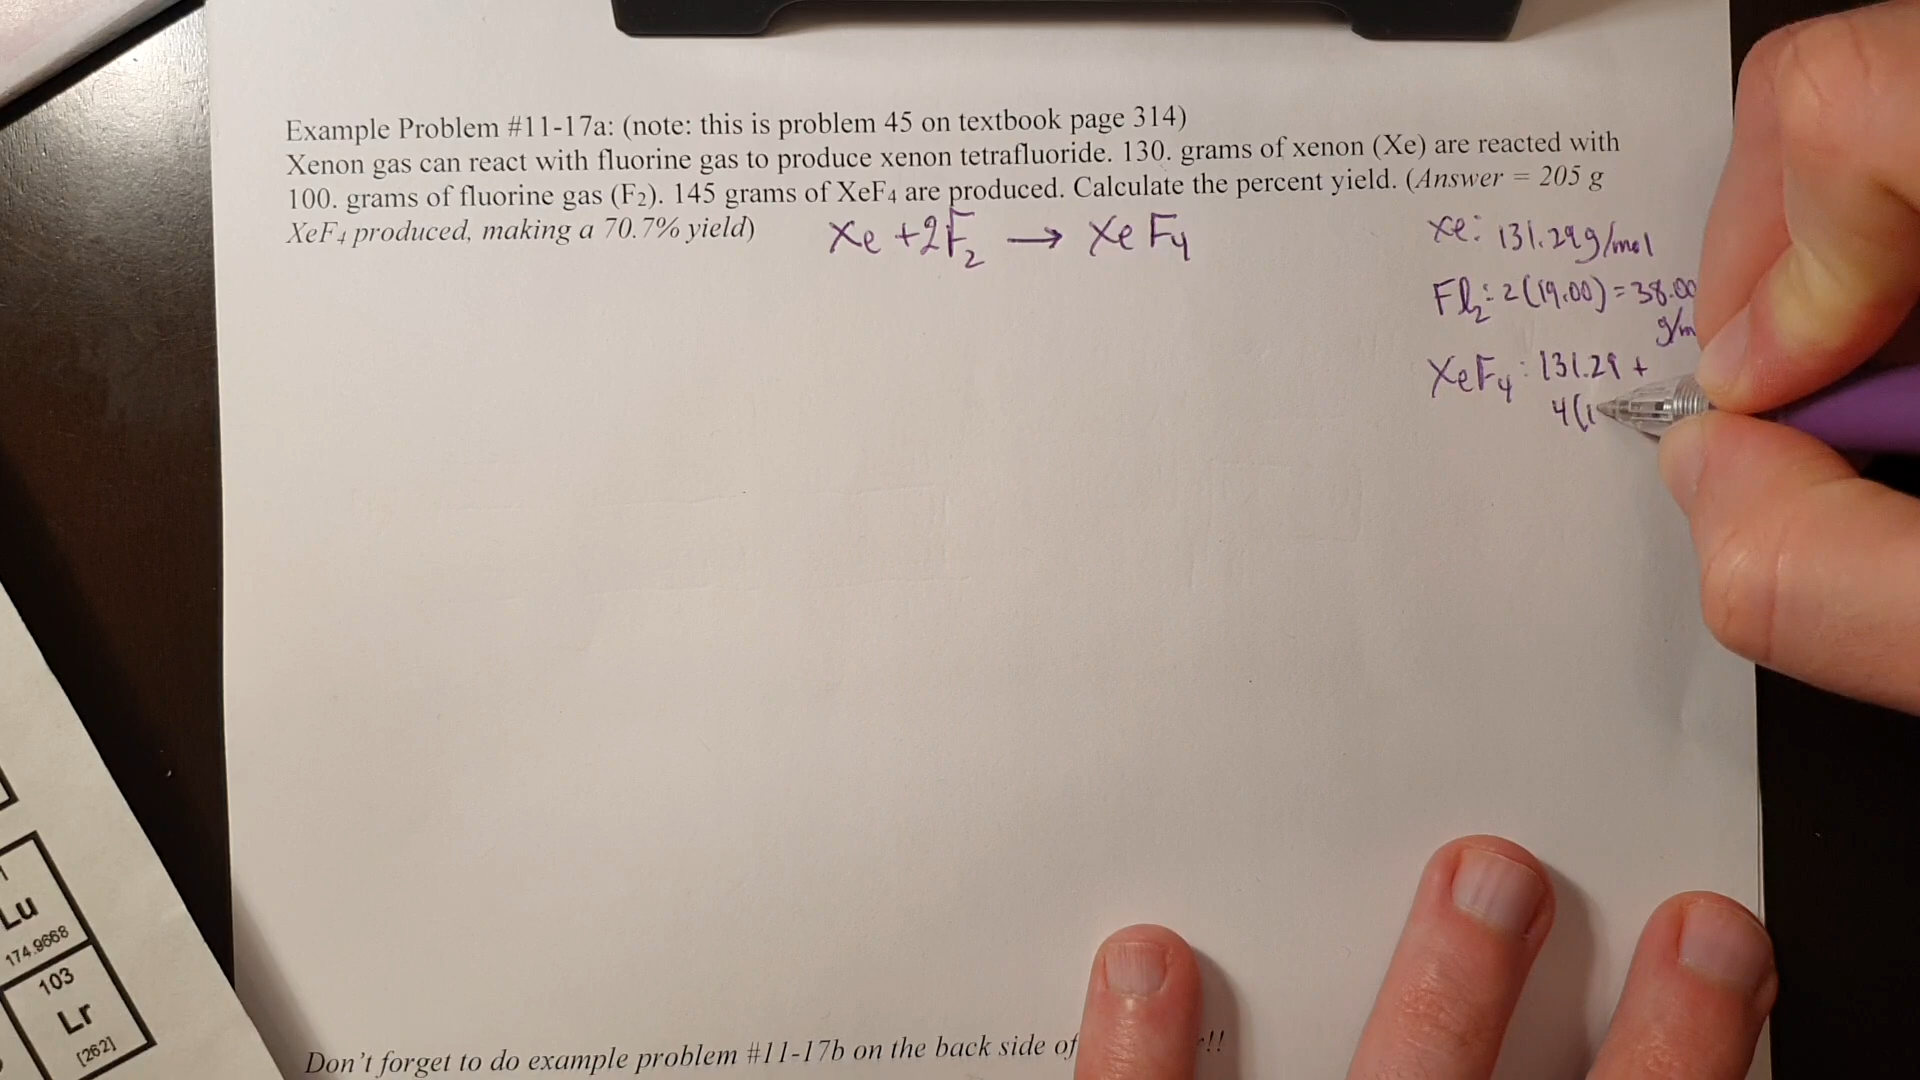 Example Problem #11-17a: (note: this is problem 45 on textbook page 314)
Xenon gas can react with fluorine gas to produce xenon tetrafluoride. 130. grams of xenon (Xe) are reacted with
100. grams of fluorine gas (F₂). 145 grams of XeF₄ are produced. Calculate the percent yield. (Answer = 205 g
XeF₄ produced, making a 70.7% yield)
Xe + 2F₂ → XeF₄
Xe: 131.29g/mol
Fl₂: 2(19.00) = 38.00
g/m
XeF₄: 131.29 +
4(1
Lu
174.9668
103
Lr
[262]
Don't forget to do example problem #11-17b on the back side of
!!